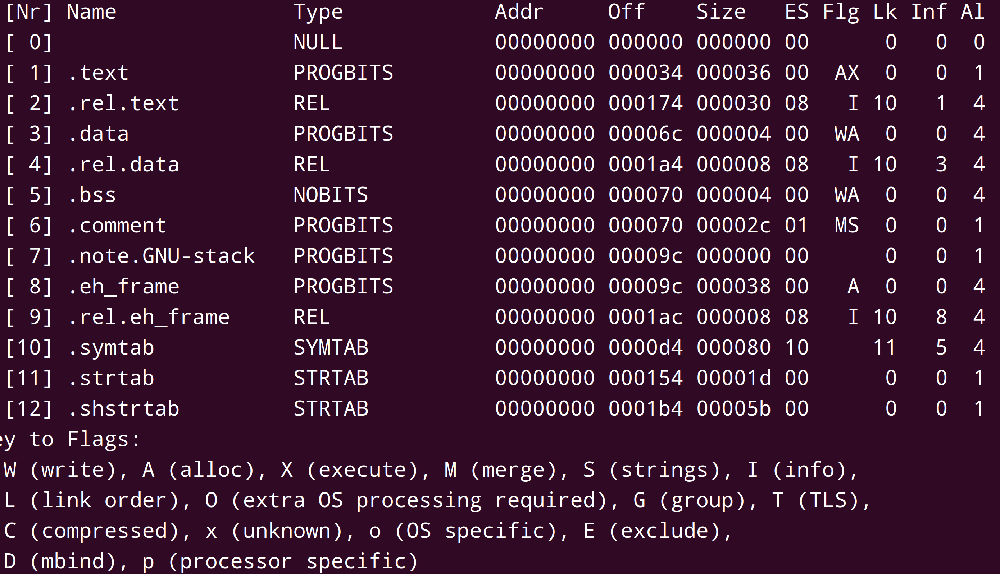 [Nr] Name              Type            Addr     Off    Size   ES Flg Lk Inf Al
[ 0]                   NULL            00000000 000000 000000 00      0   0  0
[ 1] .text             PROGBITS        00000000 000034 000036 00  AX  0   0  1
[ 2] .rel.text         REL             00000000 000174 000030 08   I 10   1  4
[ 3] .data             PROGBITS        00000000 00006c 000004 00  WA  0   0  4
[ 4] .rel.data         REL             00000000 0001a4 000008 08   I 10   3  4
[ 5] .bss              NOBITS          00000000 000070 000004 00  WA  0   0  4
[ 6] .comment          PROGBITS        00000000 000070 00002c 01  MS  0   0  1
[ 7] .note.GNU-stack   PROGBITS        00000000 00009c 000000 00      0   0  1
[ 8] .eh_frame         PROGBITS        00000000 00009c 000038 00   A  0   0  4
[ 9] .rel.eh_frame     REL             00000000 0001ac 000008 08   I 10   8  4
[10] .symtab           SYMTAB          00000000 0000d4 000080 10     11   5  4
[11] .strtab           STRTAB          00000000 000154 00001d 00      0   0  1
[12] .shstrtab         STRTAB          00000000 0001b4 00005b 00      0   0  1
ey to Flags:
W (write), A (alloc), X (execute), M (merge), S (strings), I (info),
L (link order), O (extra OS processing required), G (group), T (TLS),
C (compressed), x (unknown), o (OS specific), E (exclude),
D (mbind), p (processor specific)